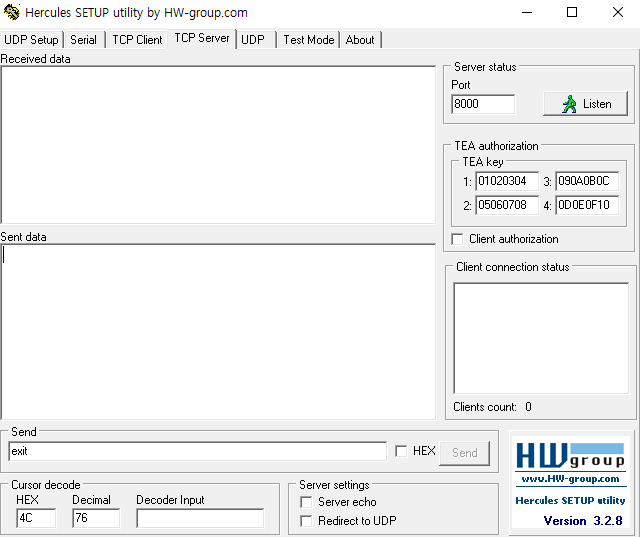 Hercules SETUP utility by HW-group.com
UDP Setup Serial TCP Client TCP Server UDP Test Mode About
Received data
Sent data
Server status
Port
8000 Listen
TEA authorization
TEA key
1: 01020304 3: 090A0B0C
2: 05060708 4: 0D0E0F10
Client authorization
Client connection status
Clients count: 0
Send
exit HEX Send
Cursor decode
HEX Decimal Decoder Input
4C 76
Server settings
Server echo
Redirect to UDP
HW group
www.HW-group.com
Hercules SETUP utility
Version 3.2.8